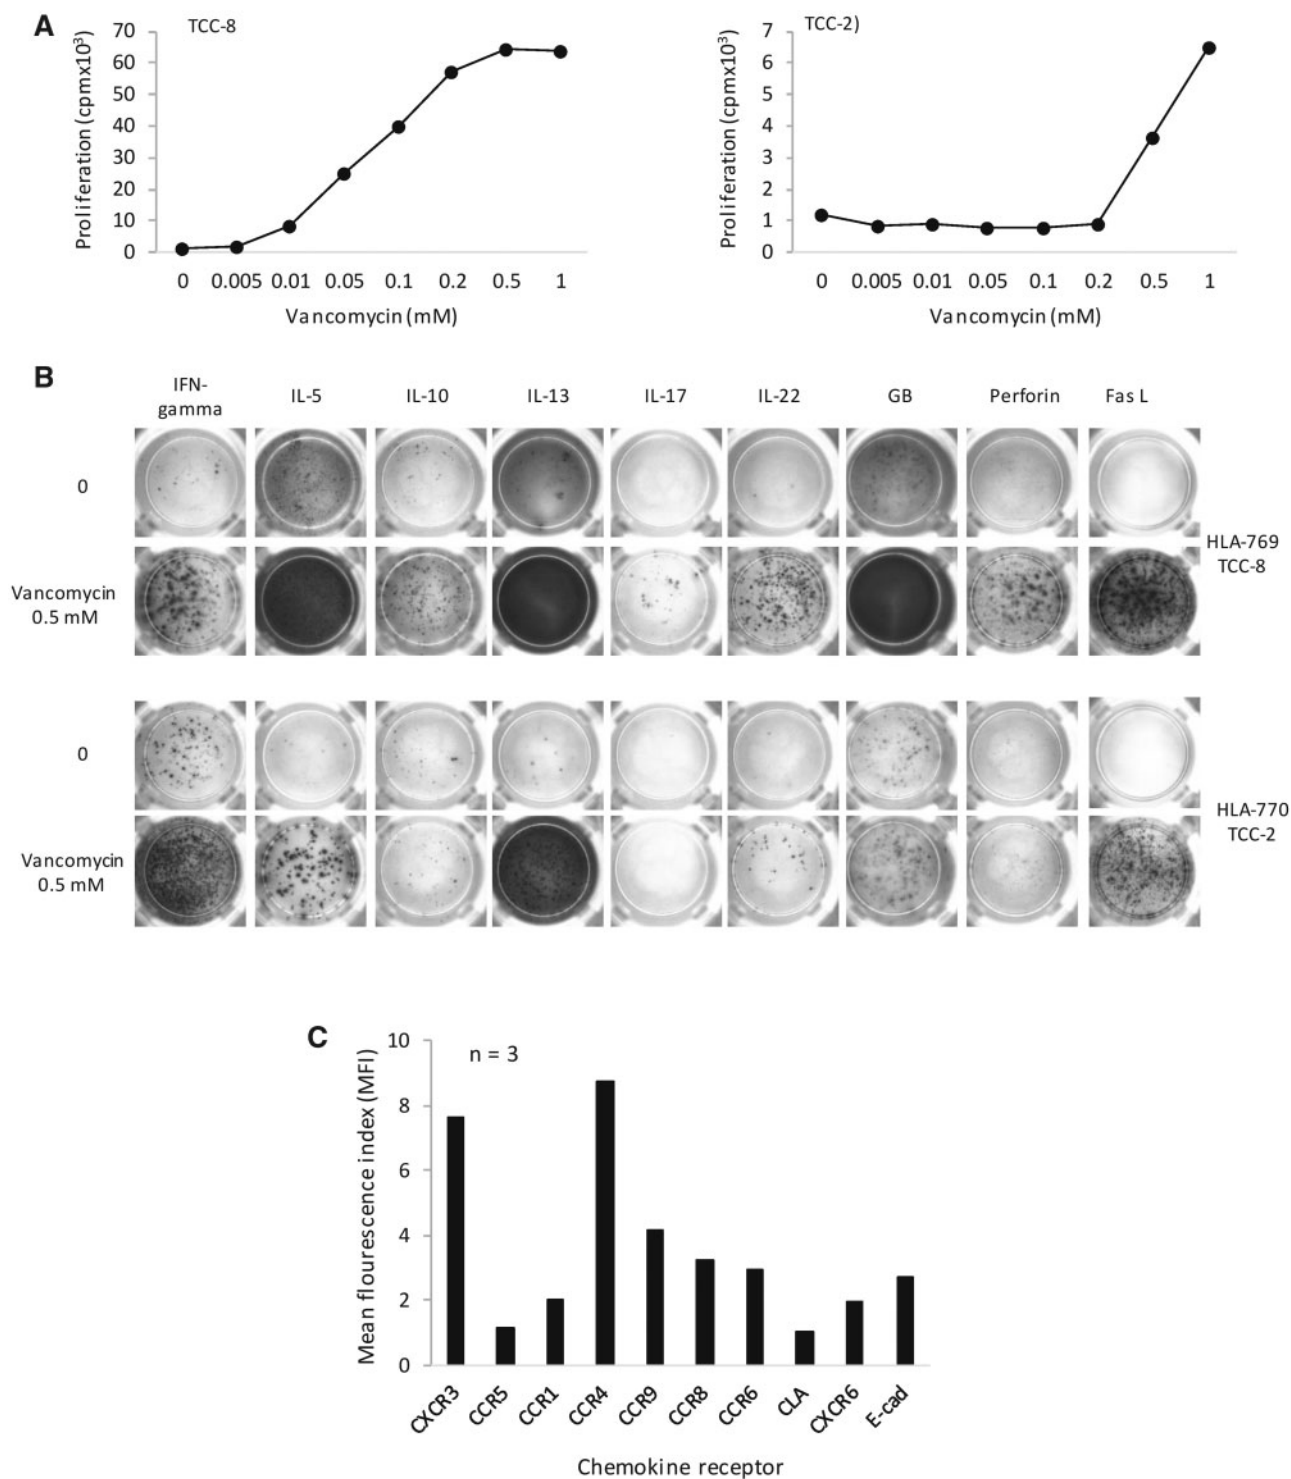 A
TCC-8
Proliferation (cpmx10³)
70
60
50
40
30
20
10
0
0 0.005 0.01 0.05 0.1 0.2 0.5 1
Vancomycin (mM)
TCC-2)
Proliferation (cpmx10³)
7
6
5
4
3
2
1
0
0 0.005 0.01 0.05 0.1 0.2 0.5 1
Vancomycin (mM)
B
IFN-
gamma
IL-5 IL-10 IL-13 IL-17 IL-22 GB Perforin Fas L
0
Vancomycin
0.5 mM
HLA-769
TCC-8
0
Vancomycin
0.5 mM
HLA-770
TCC-2
C
n = 3
Mean flourescence index (MFI)
10
8
6
4
2
0
CXCR3 CCR5 CCR1 CCR4 CCR9 CCR8 CCR6 CLA CXCR6 E-cad
Chemokine receptor